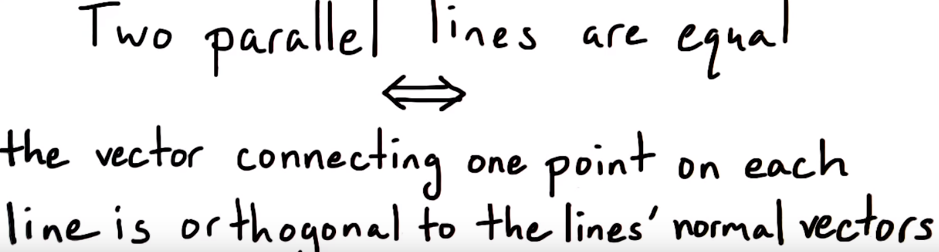 Two parallel lines are equal
⟺
the vector connecting one point on each
line is orthogonal to the lines' normal vectors